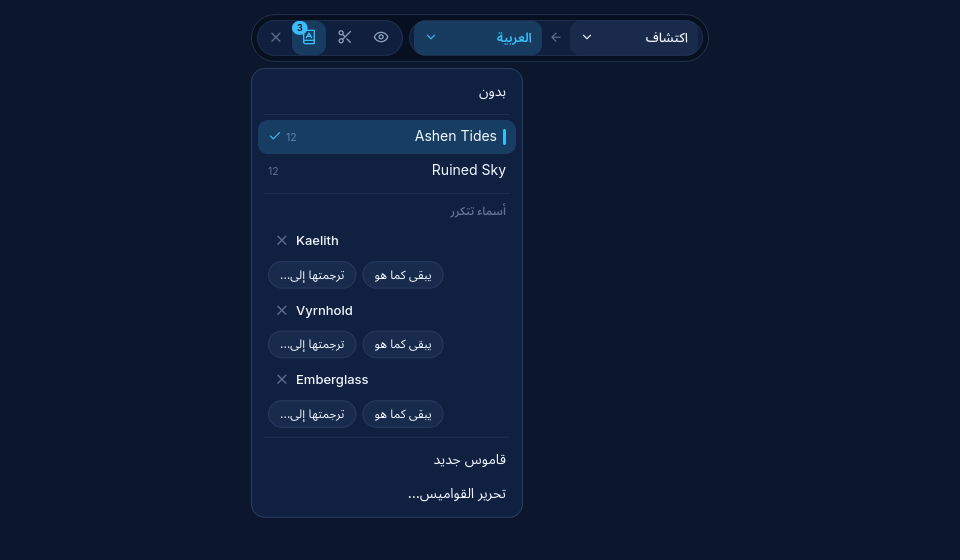 اكتشاف
العربية
3
بدون
Ashen Tides 12
Ruined Sky 12
أسماء تتكرر
Kaelith
يبقى كما هو ترجمتها إلى...
Vyrnhold
يبقى كما هو ترجمتها إلى...
Emberglass
يبقى كما هو ترجمتها إلى...
قاموس جديد
تحرير القواميس...